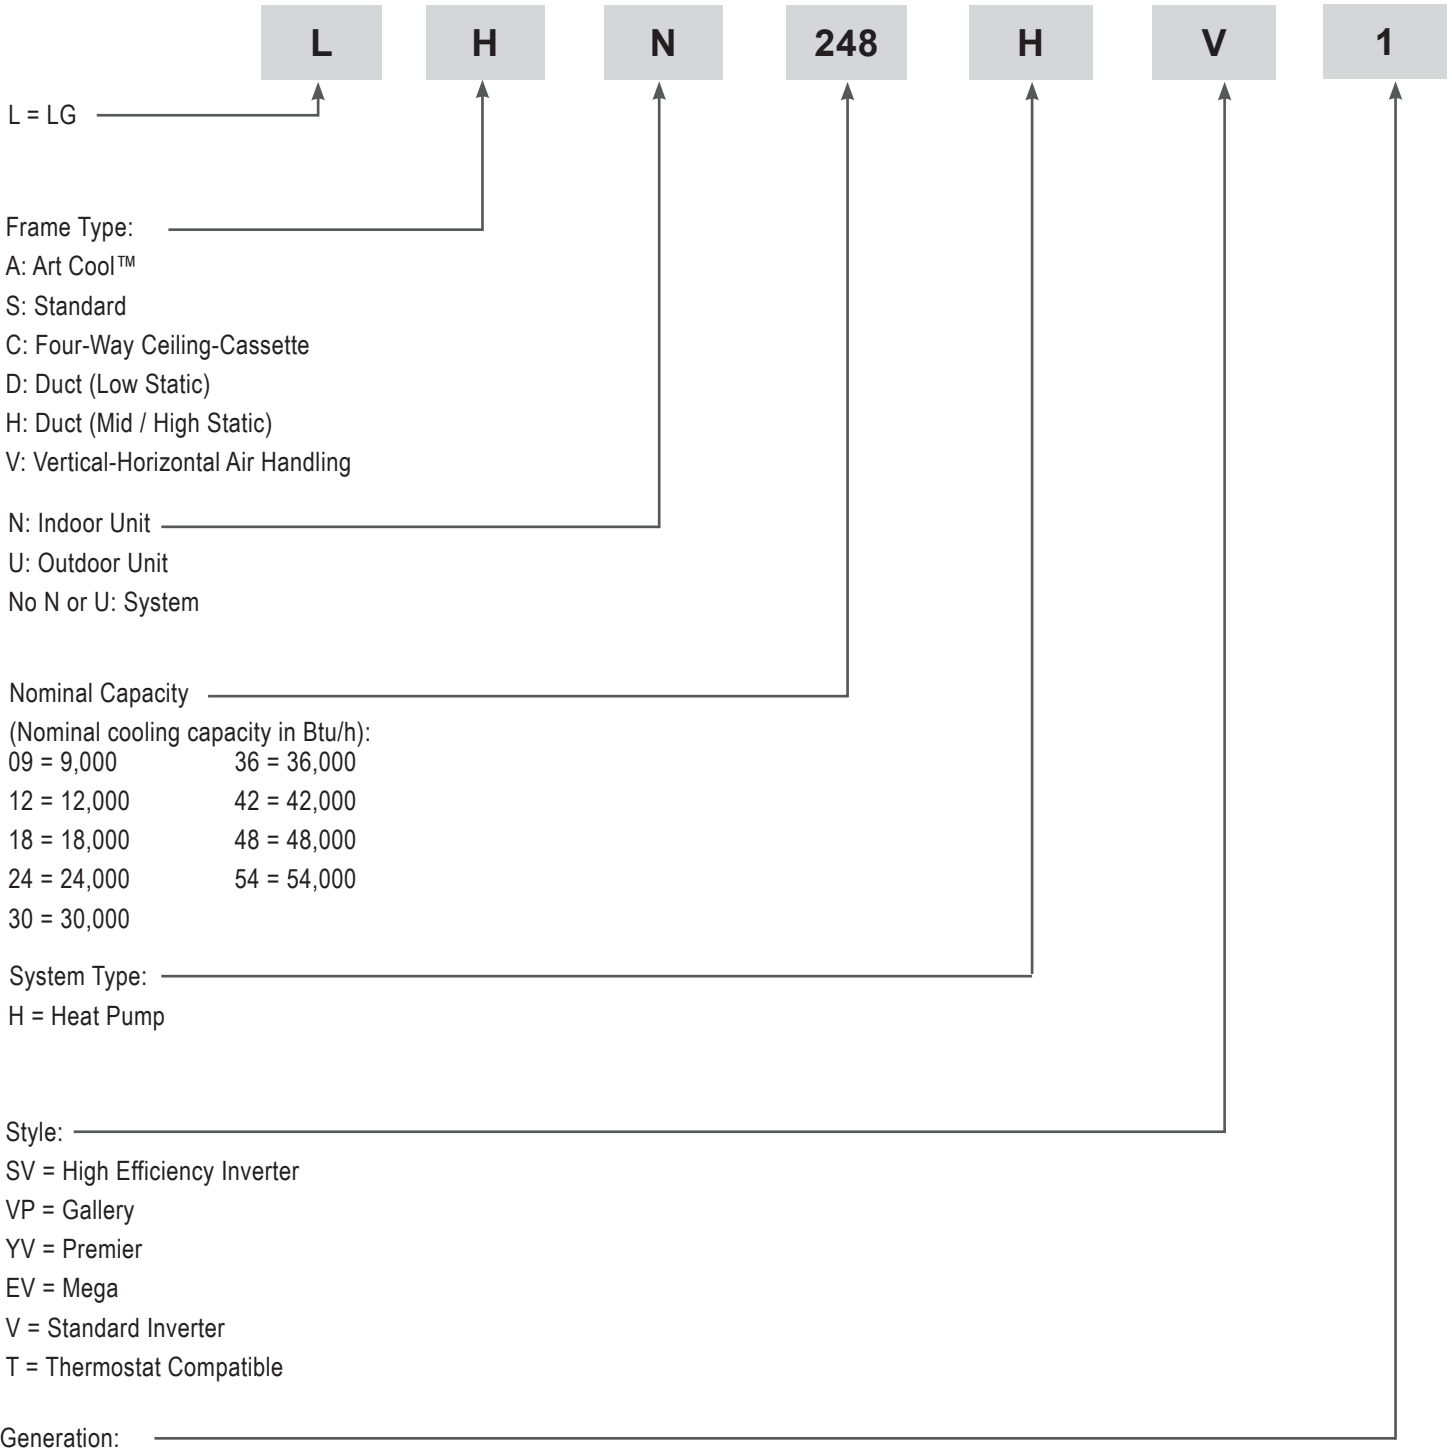 L H N 248 H V 1
L = LG
Frame Type:
A: Art Cool™
S: Standard
C: Four-Way Ceiling-Cassette
D: Duct (Low Static)
H: Duct (Mid / High Static)
V: Vertical-Horizontal Air Handling
N: Indoor Unit
U: Outdoor Unit
No N or U: System
Nominal Capacity
(Nominal cooling capacity in Btu/h):
09 = 9,000 36 = 36,000
12 = 12,000 42 = 42,000
18 = 18,000 48 = 48,000
24 = 24,000 54 = 54,000
30 = 30,000
System Type:
H = Heat Pump
Style:
SV = High Efficiency Inverter
VP = Gallery
YV = Premier
EV = Mega
V = Standard Inverter
T = Thermostat Compatible
Generation: